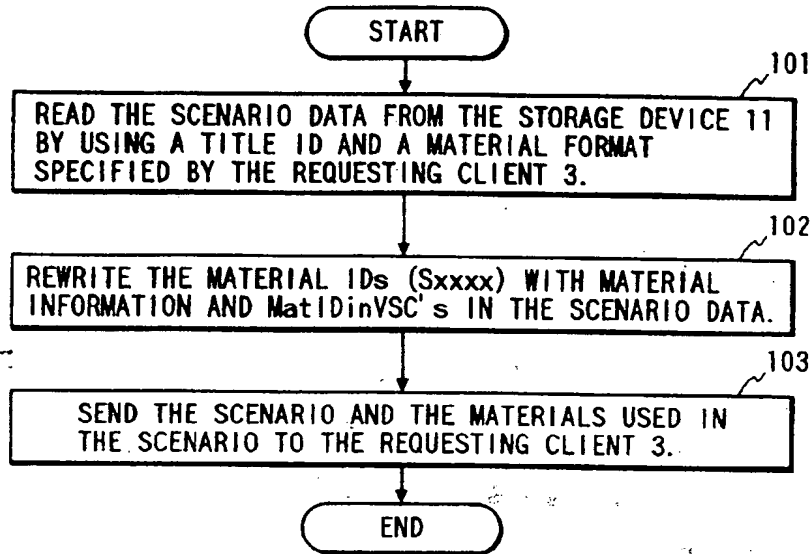 START
101
READ THE SCENARIO DATA FROM THE STORAGE DEVICE 11
BY USING A TITLE ID AND A MATERIAL FORMAT
SPECIFIED BY THE REQUESTING CLIENT 3.
102
REWRITE THE MATERIAL IDs (Sxxxx) WITH MATERIAL
INFORMATION AND MatIDinVSC's IN THE SCENARIO DATA.
103
SEND THE SCENARIO AND THE MATERIALS USED IN
THE SCENARIO TO THE REQUESTING CLIENT 3.
END